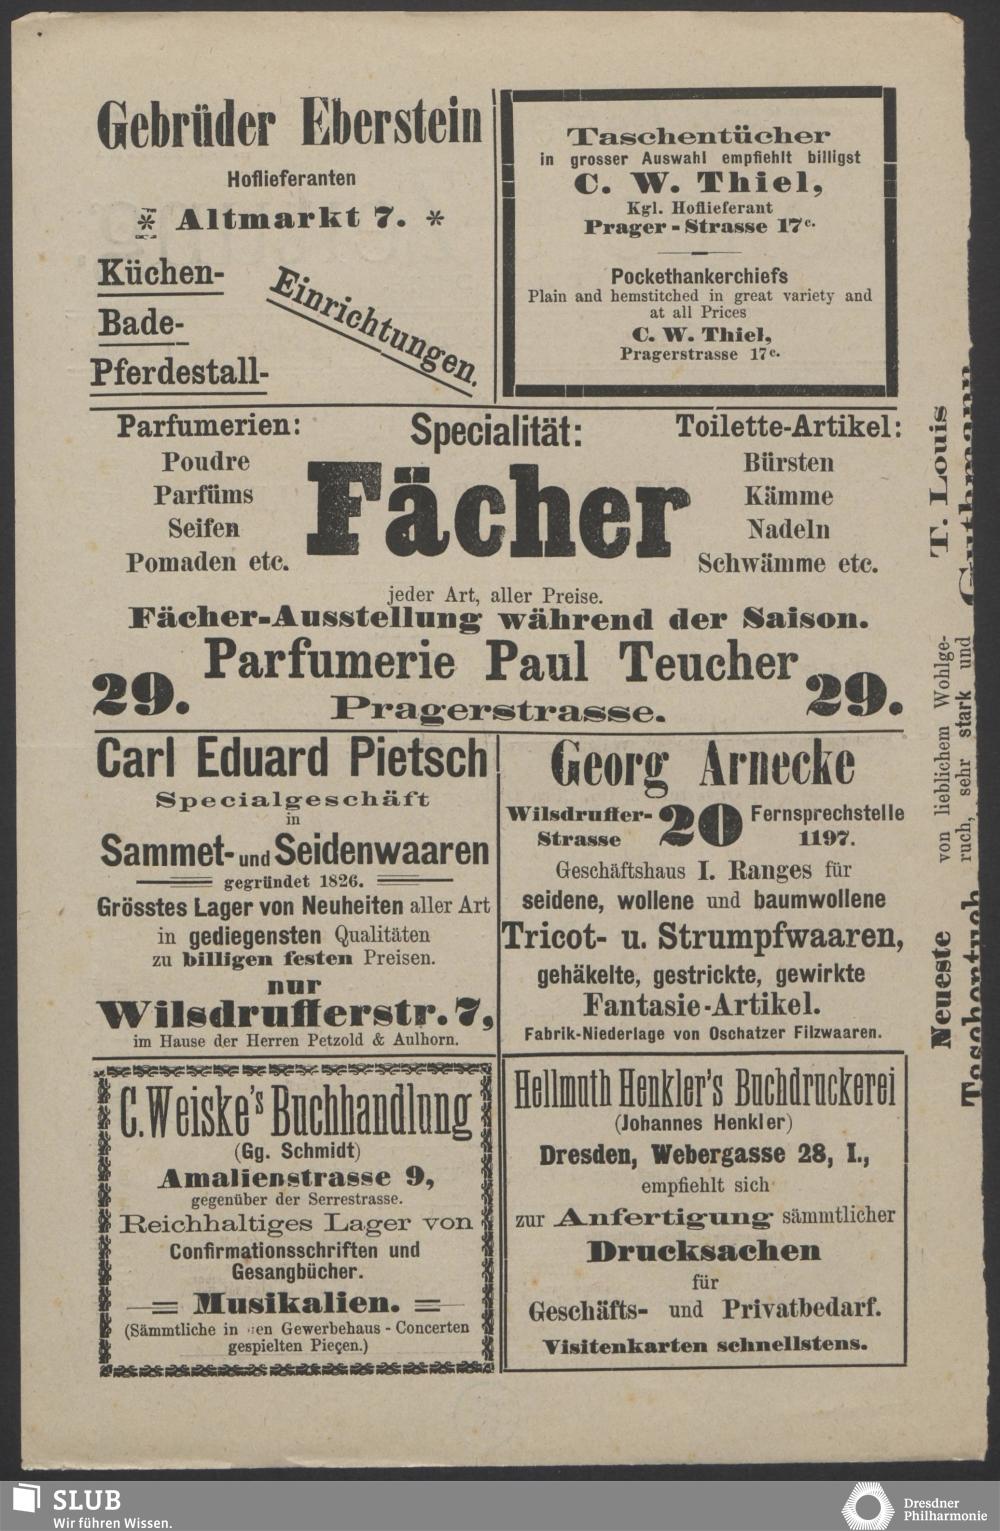 Gebrüder Eberstein
Hoflieferanten
* Altmarkt 7. *
Küchen-
Bade-
Pferdestall-
Einrichtungen.
Taschentücher
in grosser Auswahl empfiehlt billigst
C. W. Thiel,
Kgl. Hoflieferant
Prager - Strasse 17c.
Pockethankerchiefs
Plain and hemstitched in great variety and
at all Prices
C. W. Thiel,
Pragerstrasse 17c.
Parfumerien:
Poudre
Parfüms
Seifen
Pomaden etc.
Specialität:
Fächer
Toilette-Artikel:
Bürsten
Kämme
Nadeln
Schwämme etc.
jeder Art, aller Preise.
Fächer-Ausstellung während der Saison.
29. Parfumerie Paul Teucher 29.
Pragerstrasse.
Carl Eduard Pietsch
Specialgeschäft
in
Sammet- und Seidenwaaren
gegründet 1826.
Grösstes Lager von Neuheiten aller Art
in gediegensten Qualitäten
zu billigen festen Preisen.
nur
Wilsdrufferstr. 7,
im Hause der Herren Petzold & Aulhorn.
Georg Arnecke
Wilsdruffer-
Strasse
20
Fernsprechstelle
1197.
Geschäftshaus I. Ranges für
seidene, wollene und baumwollene
Tricot- u. Strumpfwaaren,
gehäkelte, gestrickte, gewirkte
Fantasie-Artikel.
Fabrik-Niederlage von Oschatzer Filzwaaren.
C. Weiske's Buchhandlung
(Gg. Schmidt)
Amalienstrasse 9,
gegenüber der Serrestrasse.
Reichhaltiges Lager von
Confirmationsschriften und
Gesangbücher.
Musikalien.
(Sämmtliche in den Gewerbehaus - Concerten
gespielten Pieçen.)
Hellmuth Henkler's Buchdruckerei
(Johannes Henkler)
Dresden, Webergasse 28, I.,
empfiehlt sich
zur Anfertigung sämmtlicher
Drucksachen
für
Geschäfts- und Privatbedarf.
Visitenkarten schnellstens.
Neueste
von lieblichem Wohlge-
ruch, sehr stark und
T. Louis
Guthmann
SLUB
Wir führen Wissen.
Dresdner
Philharmonie